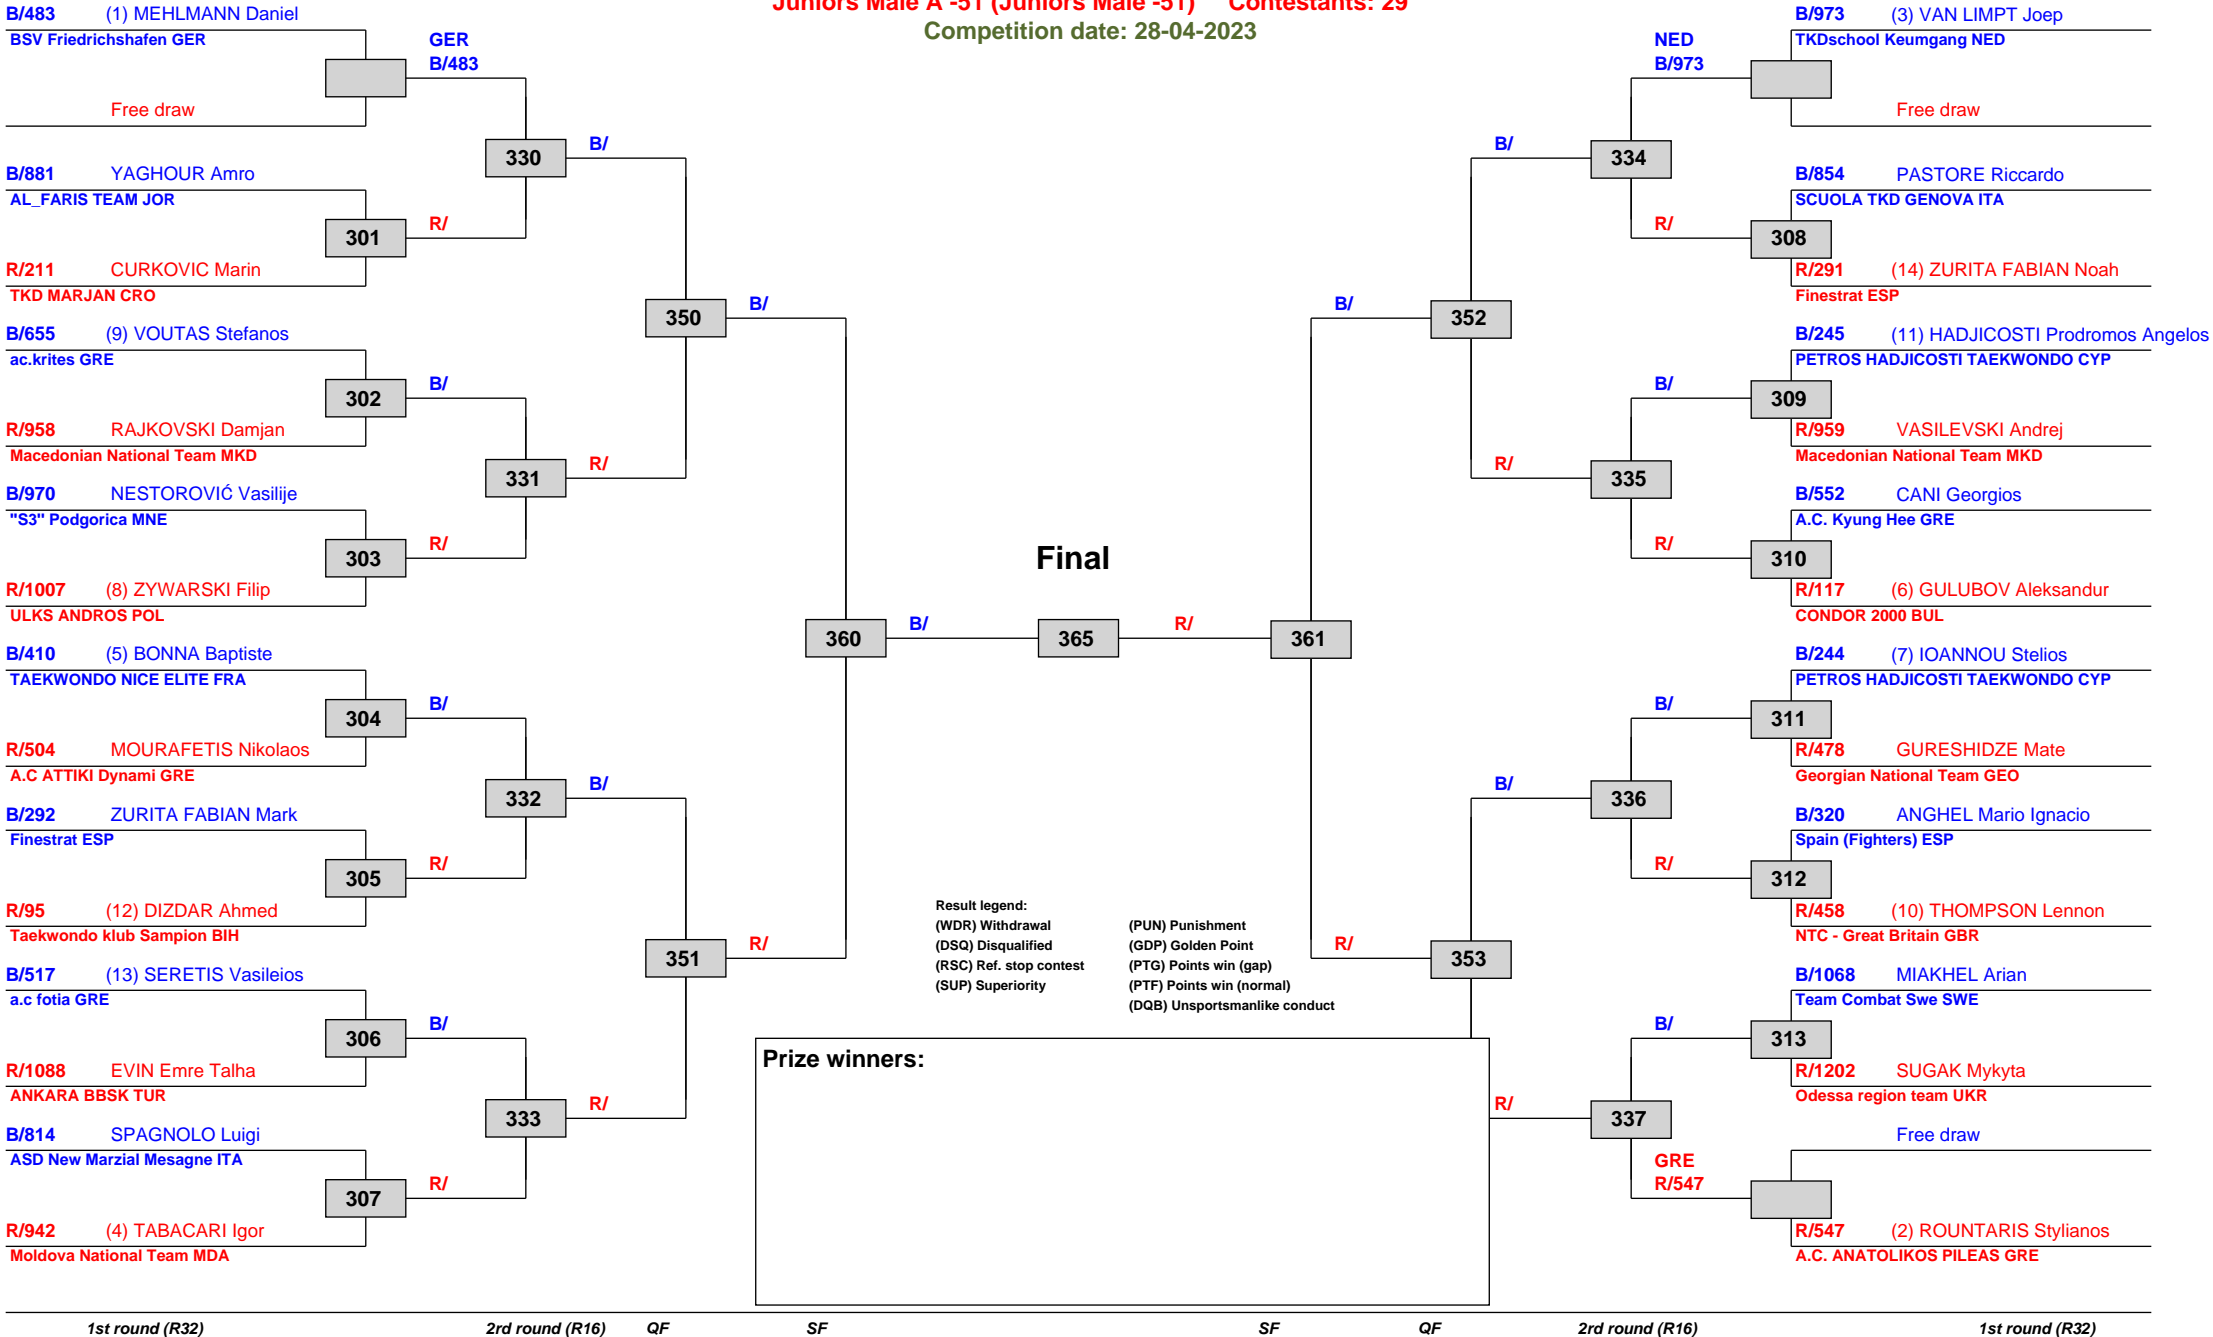 Juniors Male A -51 (Juniors Male -51) Contestants: 29
Competition date: 28-04-2023
B/483 (1) MEHLMANN Daniel
BSV Friedrichshafen GER
GER
B/483
Free draw
330
B/
B/881 YAGHOUR Amro
AL_FARIS TEAM JOR
301
R/
R/211 CURKOVIC Marin
TKD MARJAN CRO
350
B/
B/655 (9) VOUTAS Stefanos
ac.krites GRE
302
B/
R/958 RAJKOVSKI Damjan
Macedonian National Team MKD
331
R/
B/970 NESTOROVIĆ Vasilije
"S3" Podgorica MNE
303
R/
R/1007 (8) ZYWARSKI Filip
ULKS ANDROS POL
360
B/
B/410 (5) BONNA Baptiste
TAEKWONDO NICE ELITE FRA
304
B/
R/504 MOURAFETIS Nikolaos
A.C ATTIKI Dynami GRE
332
B/
B/292 ZURITA FABIAN Mark
Finestrat ESP
305
R/
R/95 (12) DIZDAR Ahmed
Taekwondo klub Sampion BIH
351
R/
B/517 (13) SERETIS Vasileios
a.c fotia GRE
306
B/
R/1088 EVIN Emre Talha
ANKARA BBSK TUR
333
R/
B/814 SPAGNOLO Luigi
ASD New Marzial Mesagne ITA
307
R/
R/942 (4) TABACARI Igor
Moldova National Team MDA
Final
365
R/
361
Result legend:
(WDR) Withdrawal (PUN) Punishment
(DSQ) Disqualified (GDP) Golden Point
(RSC) Ref. stop contest (PTG) Points win (gap)
(SUP) Superiority (PTF) Points win (normal)
(DQB) Unsportsmanlike conduct
Prize winners:
B/973 (3) VAN LIMPT Joep
TKDschool Keumgang NED
NED
B/973
Free draw
B/
334
B/854 PASTORE Riccardo
SCUOLA TKD GENOVA ITA
R/
308
R/291 (14) ZURITA FABIAN Noah
Finestrat ESP
B/
352
B/245 (11) HADJICOSTI Prodromos Angelos
PETROS HADJICOSTI TAEKWONDO CYP
B/
309
R/959 VASILEVSKI Andrej
Macedonian National Team MKD
R/
335
B/552 CANI Georgios
A.C. Kyung Hee GRE
R/
310
R/117 (6) GULUBOV Aleksandur
CONDOR 2000 BUL
B/244 (7) IOANNOU Stelios
PETROS HADJICOSTI TAEKWONDO CYP
B/
311
R/478 GURESHIDZE Mate
Georgian National Team GEO
B/
336
B/320 ANGHEL Mario Ignacio
Spain (Fighters) ESP
R/
312
R/458 (10) THOMPSON Lennon
NTC - Great Britain GBR
R/
353
B/1068 MIAKHEL Arian
Team Combat Swe SWE
B/
313
R/1202 SUGAK Mykyta
Odessa region team UKR
R/
337
Free draw
GRE
R/547
R/547 (2) ROUNTARIS Stylianos
A.C. ANATOLIKOS PILEAS GRE
1st round (R32) 2rd round (R16) QF SF SF QF 2rd round (R16) 1st round (R32)